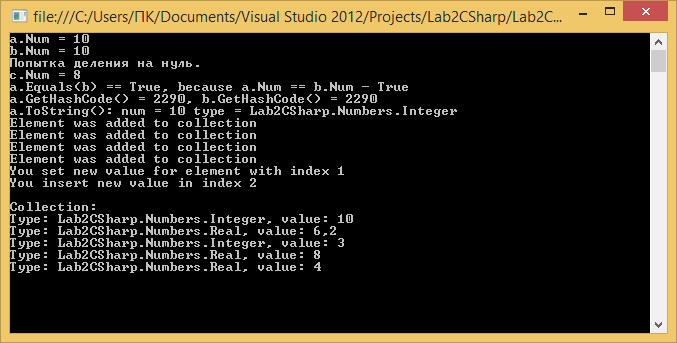 file:///C:/Users/ПК/Documents/Visual Studio 2012/Projects/Lab2CSharp/Lab2C...
a.Num = 10
b.Num = 10
Попытка деления на нуль.
c.Num = 8
a.Equals(b) == True, because a.Num == b.Num - True
a.GetHashCode() = 2290, b.GetHashCode() = 2290
a.ToString(): num = 10 type = Lab2CSharp.Numbers.Integer
Element was added to collection
Element was added to collection
Element was added to collection
Element was added to collection
You set new value for element with index 1
You insert new value in index 2
Collection:
Type: Lab2CSharp.Numbers.Integer, value: 10
Type: Lab2CSharp.Numbers.Real, value: 6,2
Type: Lab2CSharp.Numbers.Integer, value: 3
Type: Lab2CSharp.Numbers.Real, value: 8
Type: Lab2CSharp.Numbers.Real, value: 4